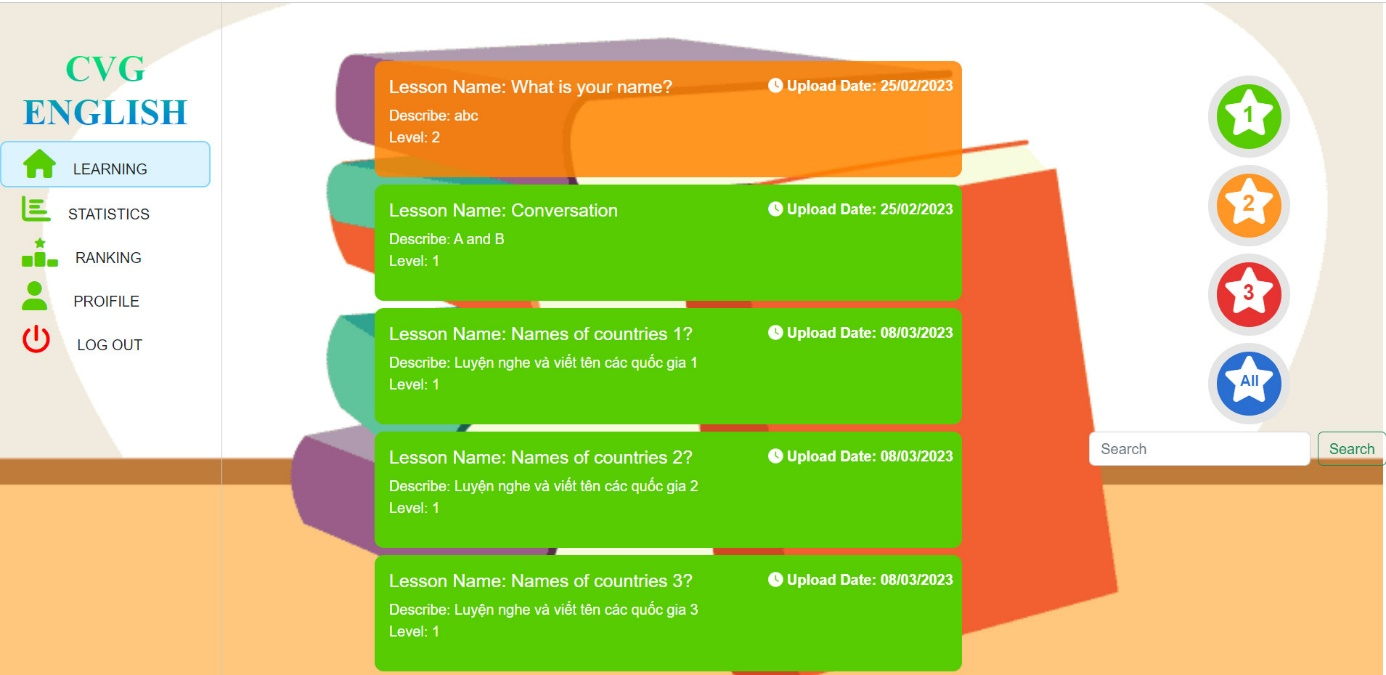 CVG
ENGLISH
LEARNING
STATISTICS
RANKING
PROIFILE
LOG OUT
Lesson Name: What is your name?
Upload Date: 25/02/2023
Describe: abc
Level: 2
Lesson Name: Conversation
Upload Date: 25/02/2023
Describe: A and B
Level: 1
Lesson Name: Names of countries 1?
Upload Date: 08/03/2023
Describe: Luyện nghe và viết tên các quốc gia 1
Level: 1
Lesson Name: Names of countries 2?
Upload Date: 08/03/2023
Describe: Luyện nghe và viết tên các quốc gia 2
Level: 1
Lesson Name: Names of countries 3?
Upload Date: 08/03/2023
Describe: Luyện nghe và viết tên các quốc gia 3
Level: 1
1
2
3
All
Search
Search